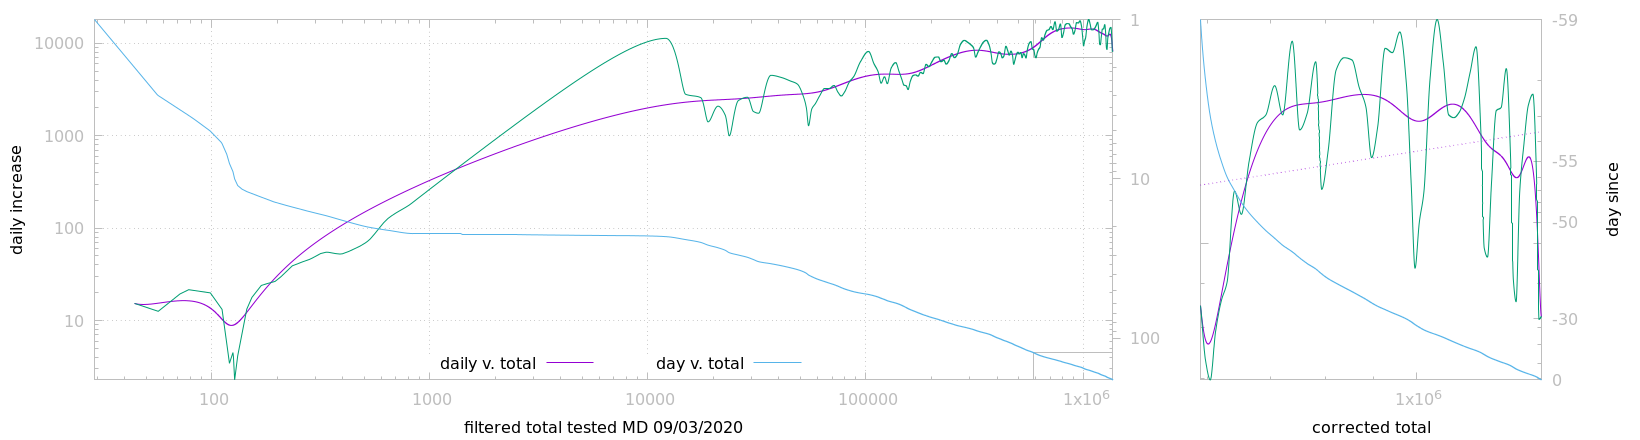 daily increase
10000
1000
100
10
1
10
100
100
1000
10000
100000
1x10⁶
daily v. total
day v. total
filtered total tested MD 09/03/2020
-59
-55
-50
-30
0
day since
1x10⁶
corrected total